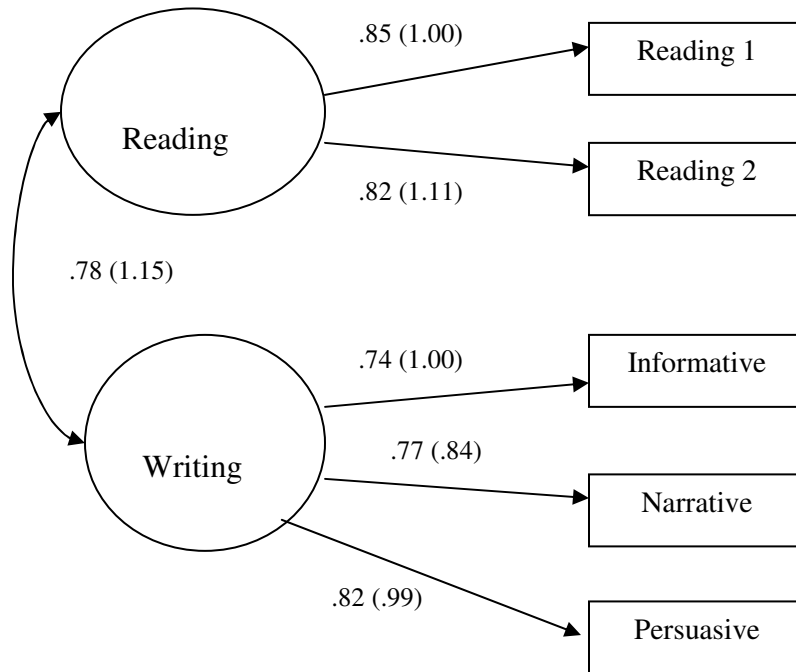 .85 (1.00)
Reading 1
Reading
Reading 2
.82 (1.11)
.78 (1.15)
.74 (1.00)
Informative
.77 (.84)
Writing
Narrative
.82 (.99)
Persuasive